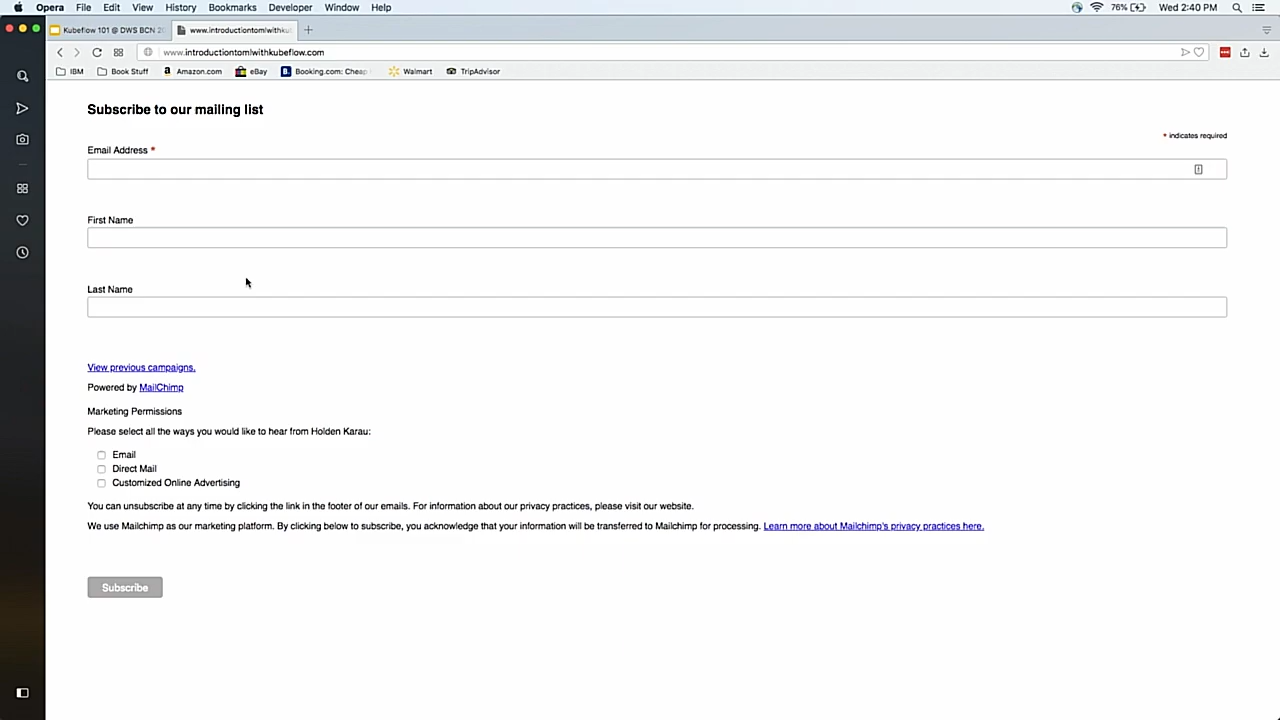 Opera File Edit View History Bookmarks Developer Window Help 76% Wed 2:40 PM
Kubeflow 101 @ DWS BCN 20 www.introductiontomlwithku
www.introductiontomlwithkubeflow.com
IBM Book Stuff Amazon.com eBay Booking.com: Cheap Walmart TripAdvisor
Subscribe to our mailing list
* indicates required
Email Address *
First Name
Last Name
View previous campaigns.
Powered by MailChimp
Marketing Permissions
Please select all the ways you would like to hear from Holden Karau:
Email
Direct Mail
Customized Online Advertising
You can unsubscribe at any time by clicking the link in the footer of our emails. For information about our privacy practices, please visit our website.
We use Mailchimp as our marketing platform. By clicking below to subscribe, you acknowledge that your information will be transferred to Mailchimp for processing. Learn more about Mailchimp's privacy practices here.
Subscribe